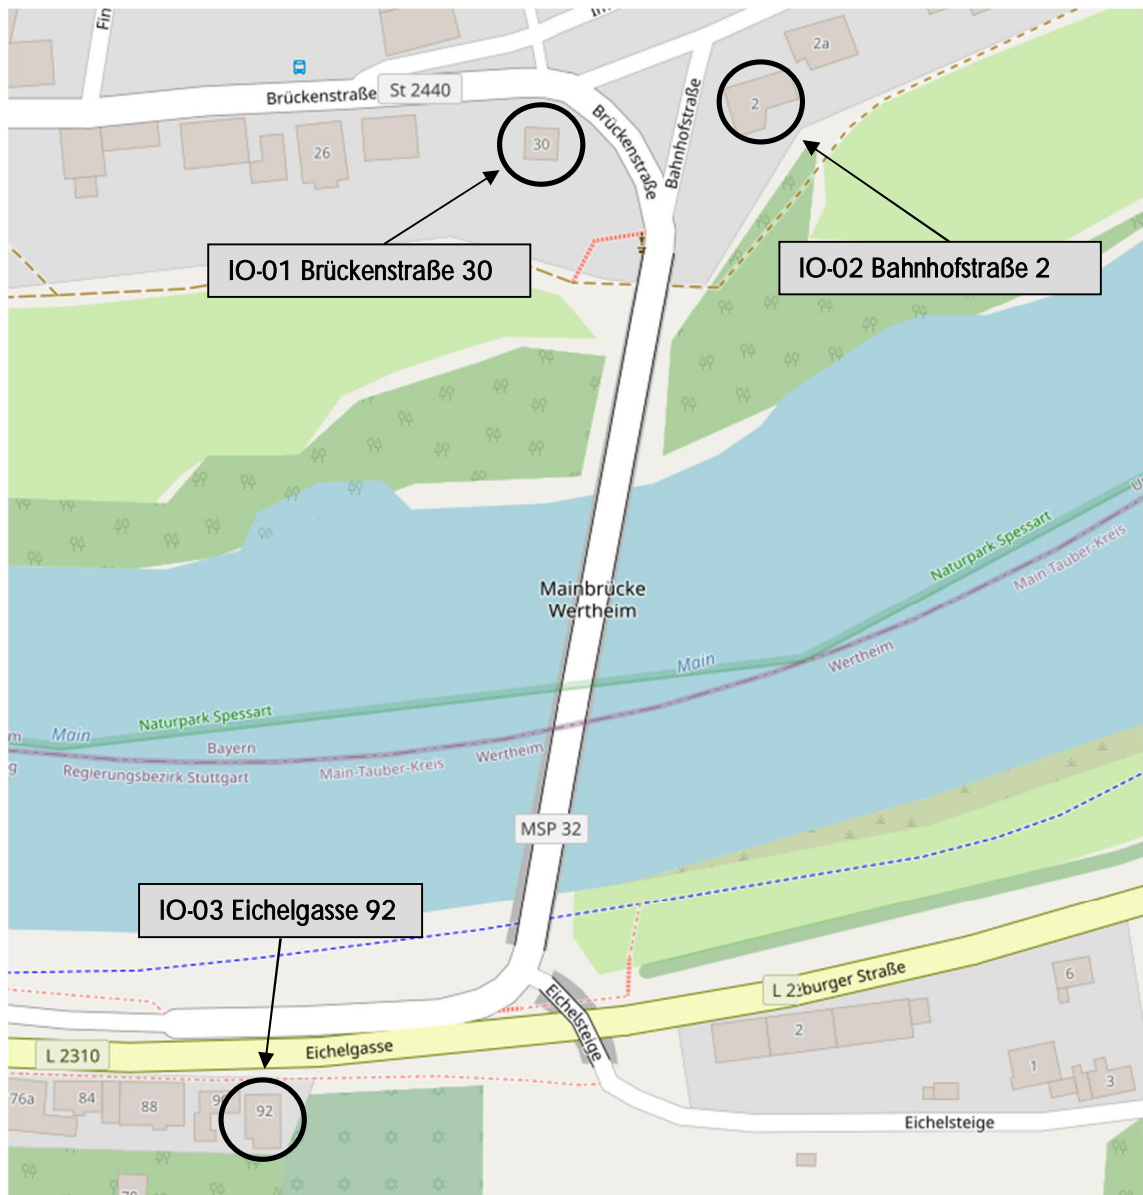 Fin
2a
2
Brückenstraße
St 2440
Brückenstraße
Bahnhofstraße
26
30
IO-01 Brückenstraße 30
IO-02 Bahnhofstraße 2
Mainbrücke
Wertheim
Naturpark Spessart
Main-Tauber-Kreis
Main
Wertheim
Naturpark Spessart
Main
Bayern
Wertheim
Regierungsbezirk Stuttgart
Main-Tauber-Kreis
MSP 32
IO-03 Eichelgasse 92
Eichelsteige
L 2
burger Straße
6
2
L 2310
Eichelgasse
1
3
76a
84
88
92
Eichelsteige